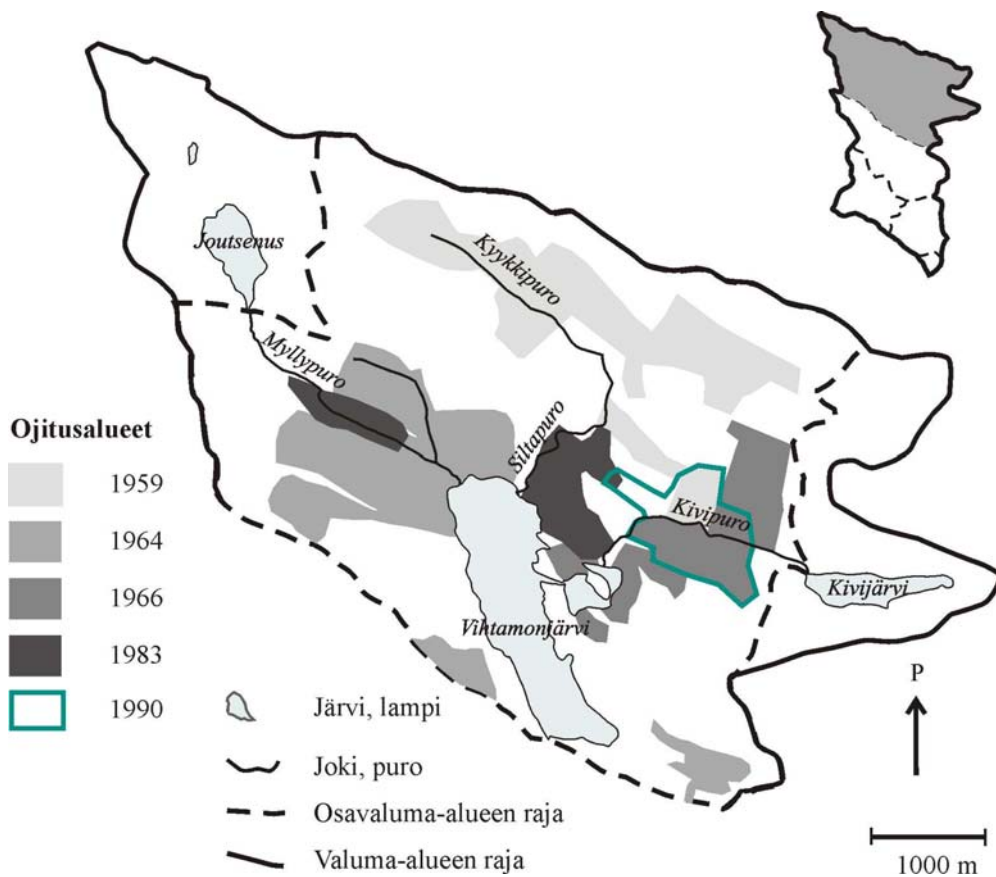 Joutsenus
Kyykkipuro
Myllypuro
Siltapuro
Kivipuro
Kivijärvi
Vihtamonjärvi
Ojitusalueet
1959
1964
1966
1983
1990
Järvi, lampi
Joki, puro
Osavaluma-alueen raja
Valuma-alueen raja
P
1000 m